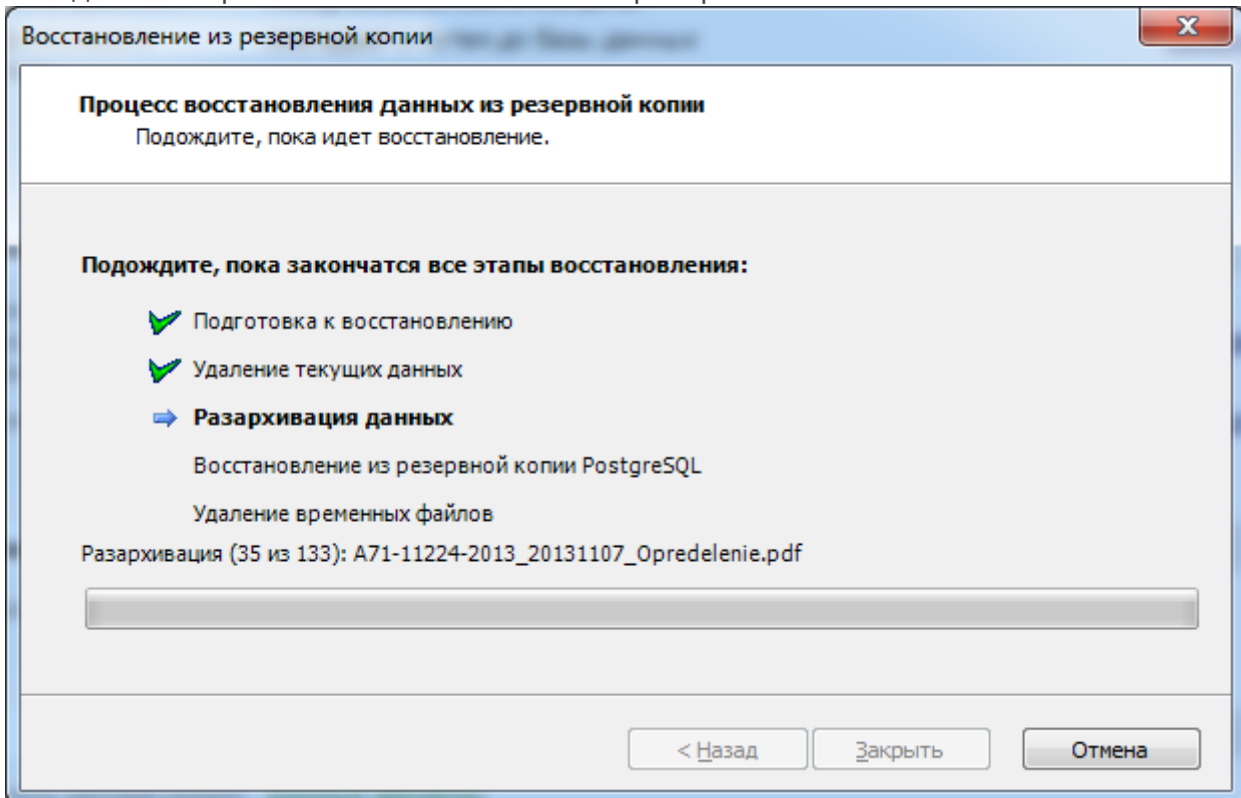 Восстановление из резервной копии
Процесс восстановления данных из резервной копии
Подождите, пока идет восстановление.
Подождите, пока закончатся все этапы восстановления:
Подготовка к восстановлению
Удаление текущих данных
Разархивация данных
Восстановление из резервной копии PostgreSQL
Удаление временных файлов
Разархивация (35 из 133): A71-11224-2013_20131107_Opredelenie.pdf
< Назад Закрыть Отмена